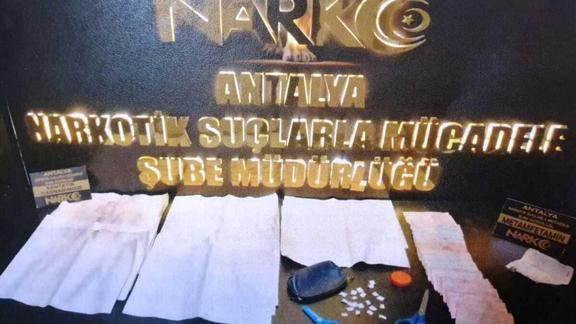 NARKO
ANTALYA
NARKOTİK SUÇLARLA MÜCADELE
ŞUBE MÜDÜRLÜĞÜ
ANTALYA
NARKO
ANTALYA
METAMFETAMİN
NARKO